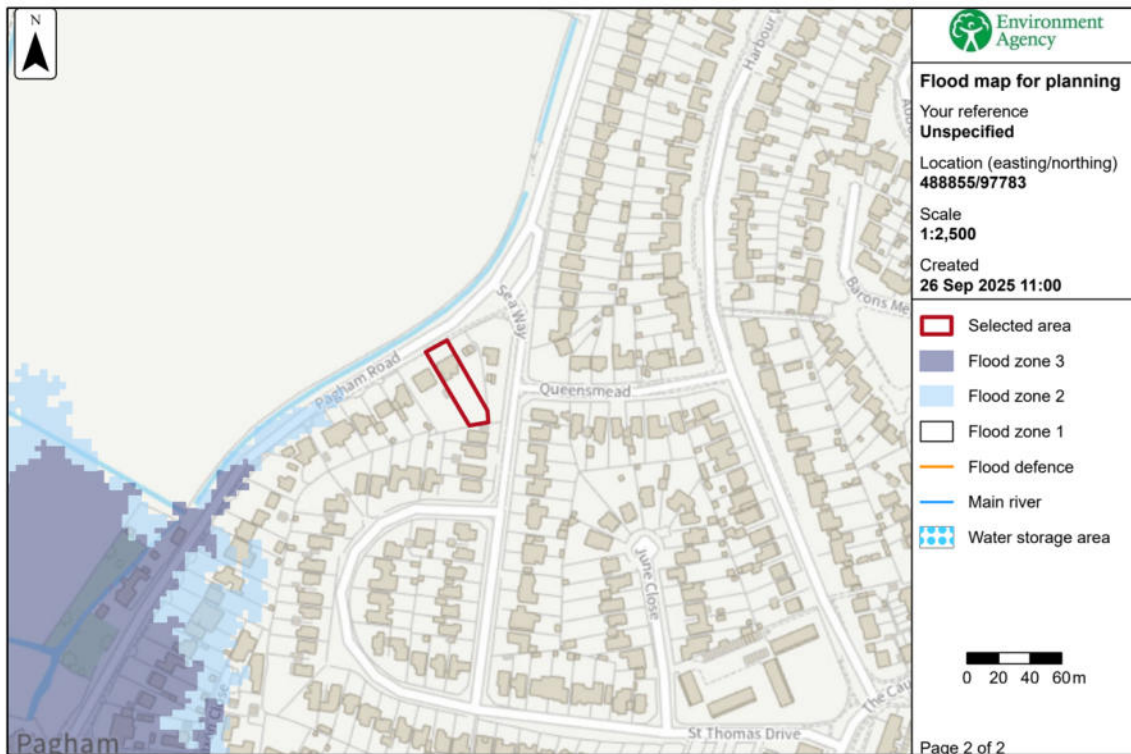 N
Harbour
Sea Way
Pagham Road
Queensmead
Barons Me
June Close
St Thomas Drive
The Cau
Pagham
Environment
Agency
Flood map for planning
Your reference
Unspecified
Location (easting/northing)
488855/97783
Scale
1:2,500
Created
26 Sep 2025 11:00
Selected area
Flood zone 3
Flood zone 2
Flood zone 1
Flood defence
Main river
Water storage area
0 20 40 60m
Page 2 of 2